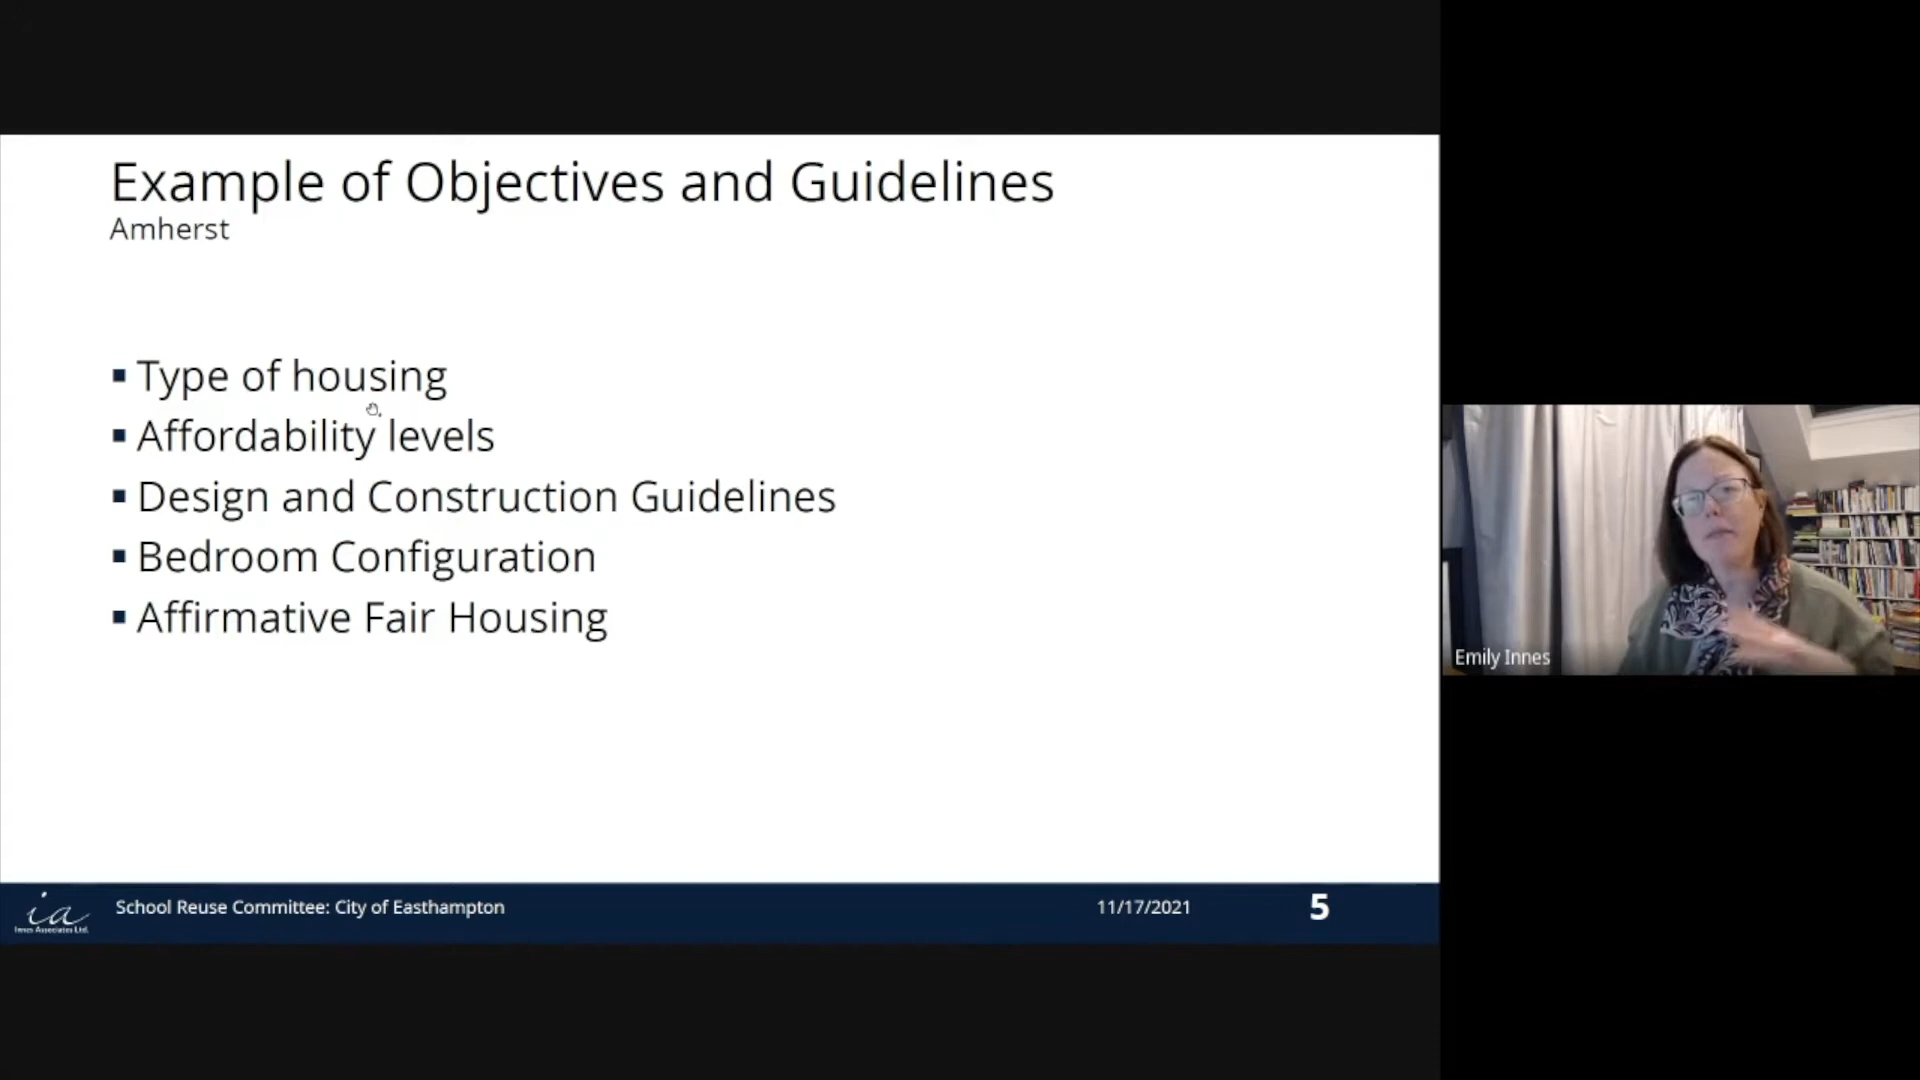 Example of Objectives and Guidelines
Amherst
Type of housing
Affordability levels
Design and Construction Guidelines
Bedroom Configuration
Affirmative Fair Housing
Emily Innes
ia
Innes Associates Ltd.
School Reuse Committee: City of Easthampton
11/17/2021
5